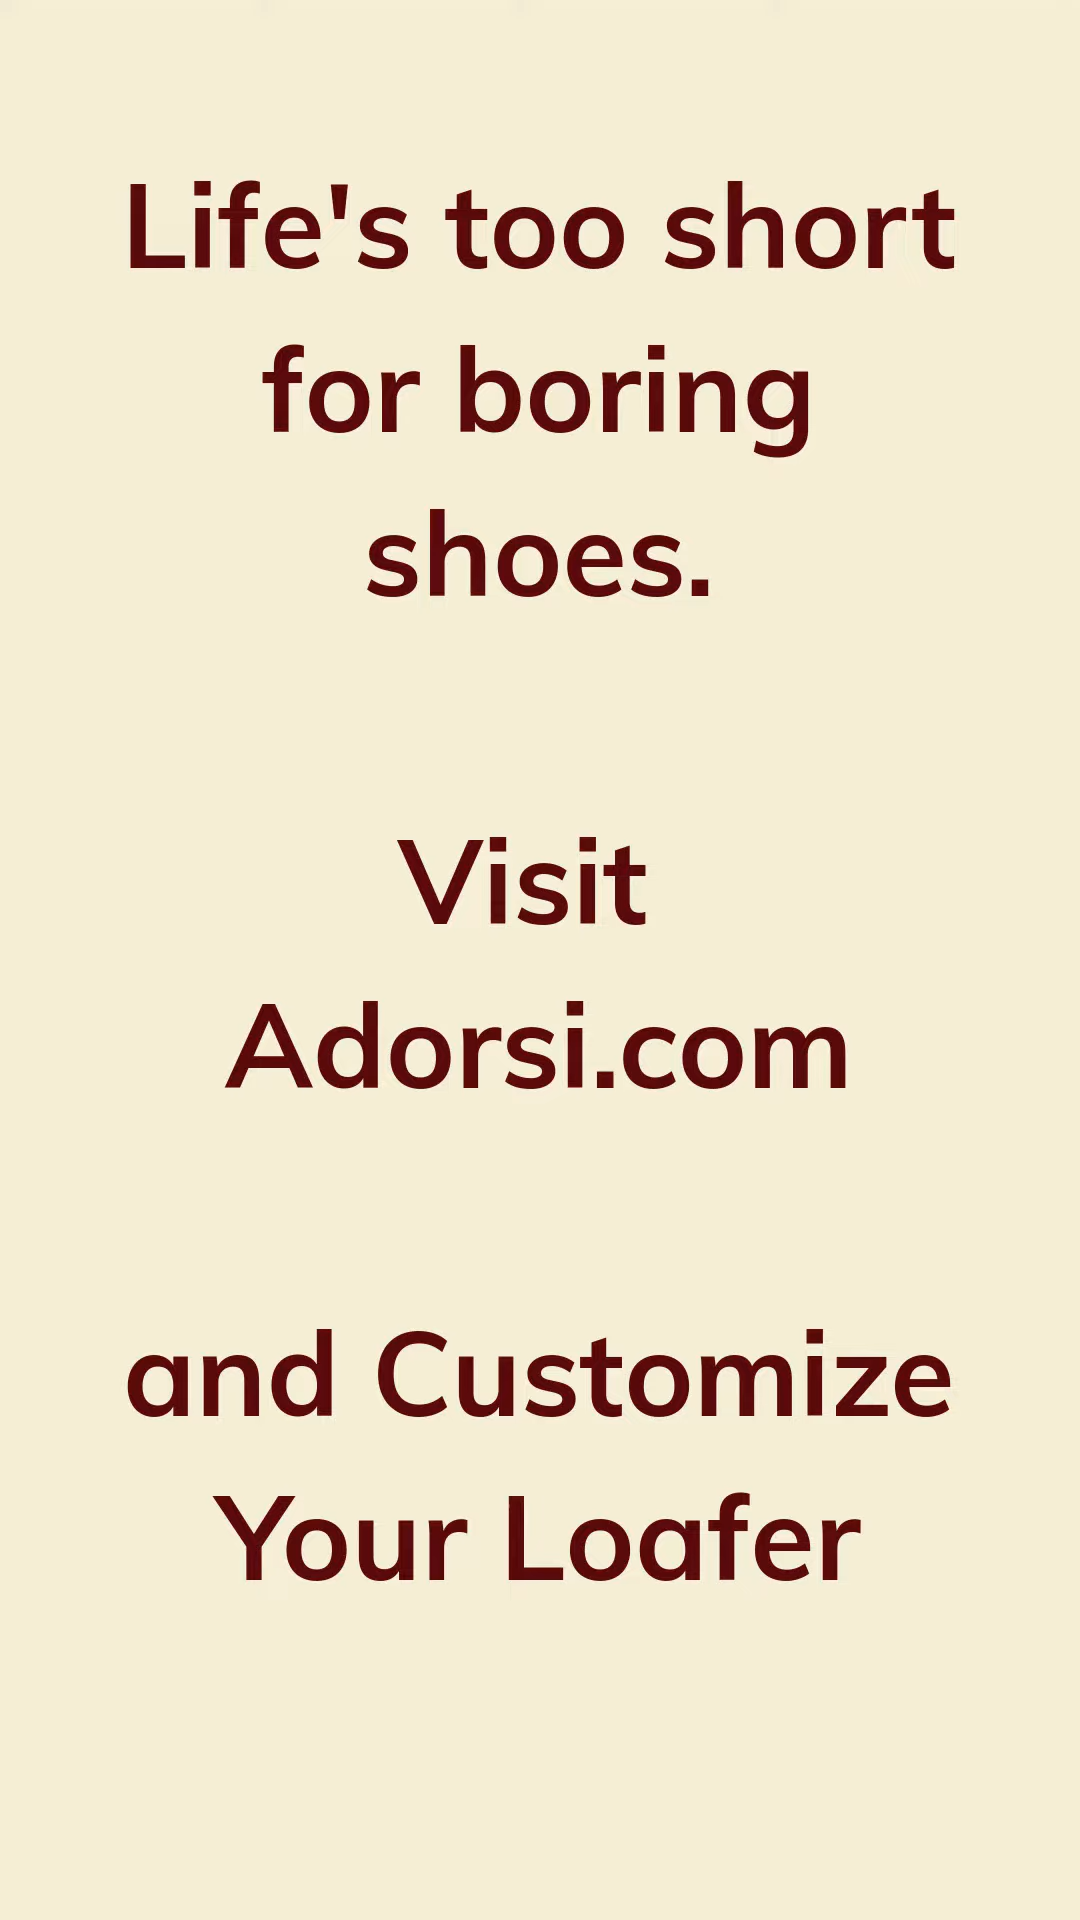 Life's too short
for boring
shoes.
Visit
Adorsi.com
and Customize
Your Loafer